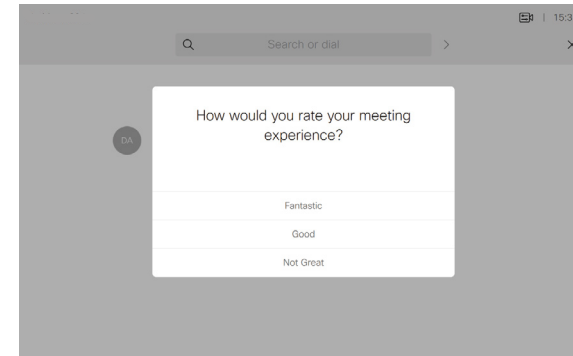 15:3
Search or dial
DA
How would you rate your meeting
experience?
Fantastic
Good
Not Great